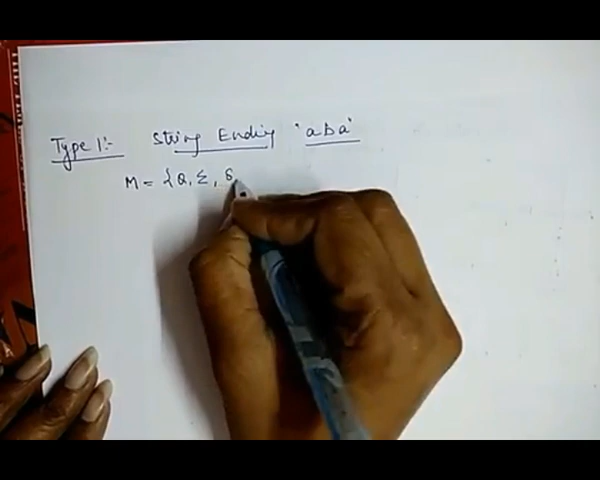 Type 1:- String Ending "aba"
M = {Q, Σ, δ